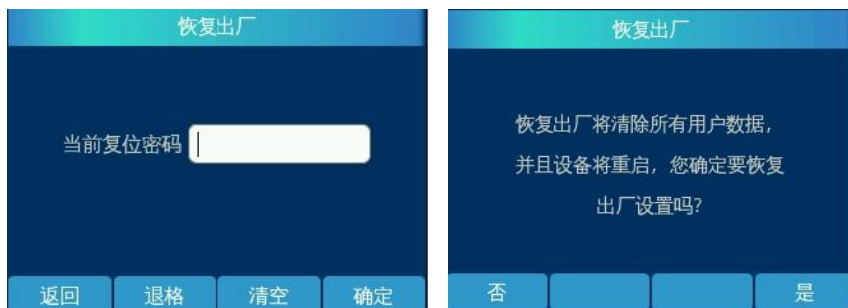 恢复出厂
当前复位密码
返回 退格 清空 确定
恢复出厂
恢复出厂将清除所有用户数据，
并且设备将重启，您确定要恢复
出厂设置吗?
否 是